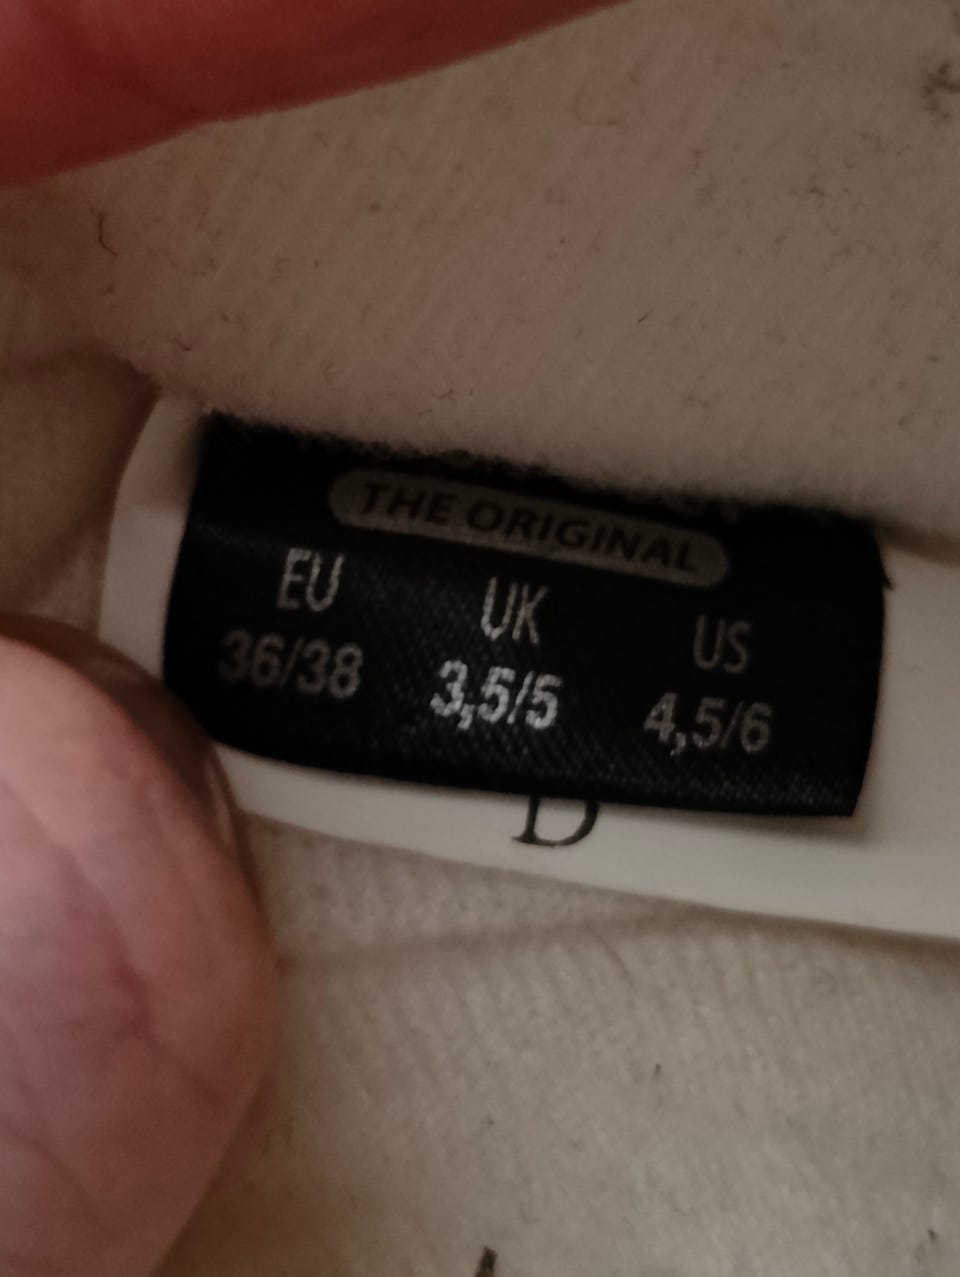 THE ORIGINAL
EU UK US
36/38 3,5/5 4,5/6
D